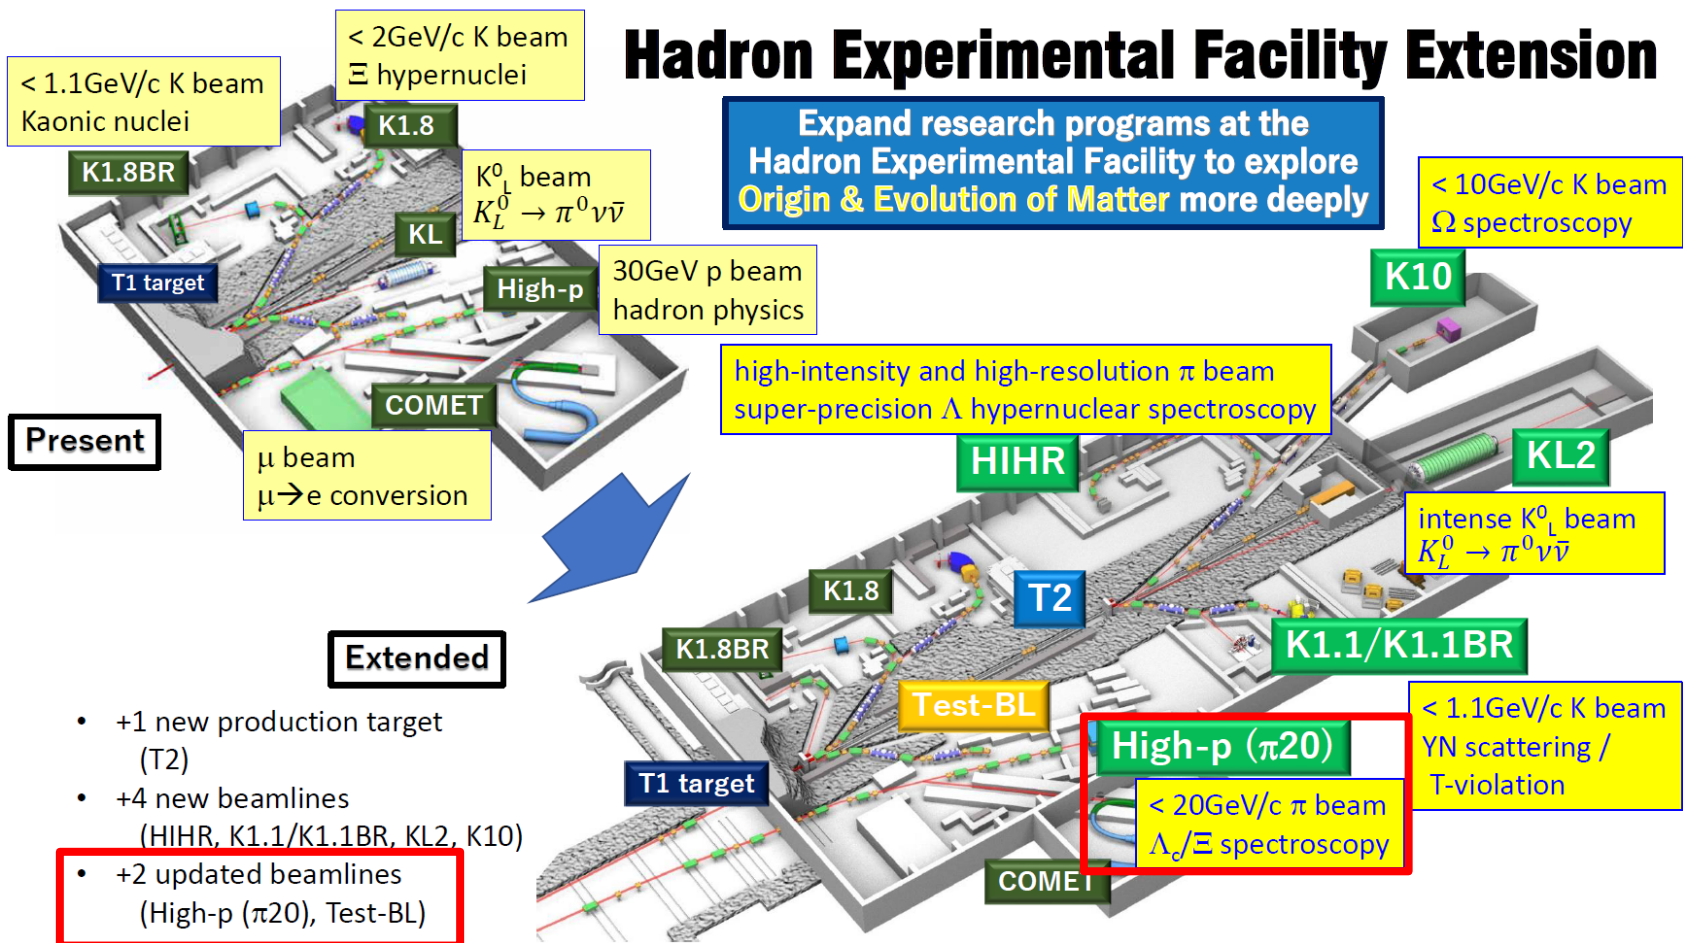 Hadron Experimental Facility Extension
Expand research programs at the
Hadron Experimental Facility to explore
Origin & Evolution of Matter more deeply
< 1.1GeV/c K beam
Kaonic nuclei
< 2GeV/c K beam
Ξ hypernuclei
K1.8
K1.8BR
K⁰L beam
K⁰L → π⁰νν̄
KL
T1 target
High-p
30GeV p beam
hadron physics
COMET
μ beam
μ→e conversion
Present
< 10GeV/c K beam
Ω spectroscopy
K10
high-intensity and high-resolution π beam
super-precision Λ hypernuclear spectroscopy
HIHR
KL2
intense K⁰L beam
K⁰L → π⁰νν̄
K1.8
T2
K1.8BR
K1.1/K1.1BR
< 1.1GeV/c K beam
YN scattering /
T-violation
Test-BL
High-p (π20)
< 20GeV/c π beam
Λc/Ξ spectroscopy
T1 target
COMET
Extended
• +1 new production target
(T2)
• +4 new beamlines
(HIHR, K1.1/K1.1BR, KL2, K10)
• +2 updated beamlines
(High-p (π20), Test-BL)